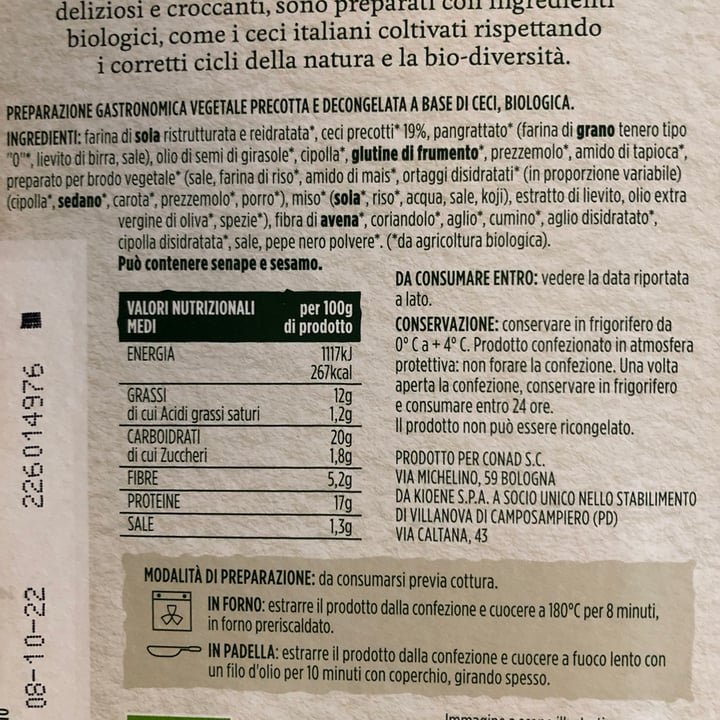 deliziosi e croccanti, sono preparati con ingredienti
biologici, come i ceci italiani coltivati rispettando
i corretti cicli della natura e la bio-diversità.
PREPARAZIONE GASTRONOMICA VEGETALE PRECOTTA E DECONGELATA A BASE DI CECI, BIOLOGICA.
INGREDIENTI: farina di sola ristrutturata e reidratata*, ceci precotti* 19%, pangrattato* (farina di grano tenero tipo
"0"*, lievito di birra, sale), olio di semi di girasole*, cipolla*, glutine di frumento*, prezzemolo*, amido di tapioca*,
preparato per brodo vegetale* (sale, farina di riso*, amido di mais*, ortaggi disidratati* (in proporzione variabile)
(cipolla*, sedano*, carota*, prezzemolo*, porro*), miso* (sola*, riso*, acqua, sale, koji), estratto di lievito, olio extra
vergine di oliva*, spezie*), fibra di avena*, coriandolo*, aglio*, cumino*, aglio disidratato*,
cipolla disidratata*, sale, pepe nero polvere*. (*da agricoltura biologica).
Può contenere senape e sesamo.
VALORI NUTRIZIONALI per 100g
MEDI di prodotto
ENERGIA 1117kJ
267kcal
GRASSI 12g
di cui Acidi grassi saturi 1,2g
CARBOIDRATI 20g
di cui Zuccheri 1,8g
FIBRE 5,2g
PROTEINE 17g
SALE 1,3g
DA CONSUMARE ENTRO: vedere la data riportata
a lato.
CONSERVAZIONE: conservare in frigorifero da
0° C a + 4° C. Prodotto confezionato in atmosfera
protettiva: non forare la confezione. Una volta
aperta la confezione, conservare in frigorifero
e consumare entro 24 ore.
Il prodotto non può essere ricongelato.
PRODOTTO PER CONAD S.C.
VIA MICHELINO, 59 BOLOGNA
DA KIOENE S.P.A. A SOCIO UNICO NELLO STABILIMENTO
DI VILLANOVA DI CAMPOSAMPIERO (PD)
VIA CALTANA, 43
MODALITÀ DI PREPARAZIONE: da consumarsi previa cottura.
IN FORNO: estrarre il prodotto dalla confezione e cuocere a 180°C per 8 minuti,
in forno preriscaldato.
IN PADELLA: estrarre il prodotto dalla confezione e cuocere a fuoco lento con
un filo d'olio per 10 minuti con coperchio, girando spesso.
226014976
08-10-22